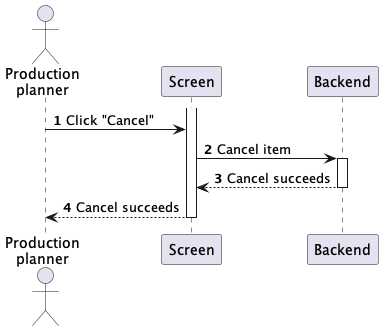 Production
planner
Screen
Backend
1 Click "Cancel"
2 Cancel item
3 Cancel succeeds
4 Cancel succeeds
Production
planner
Screen
Backend